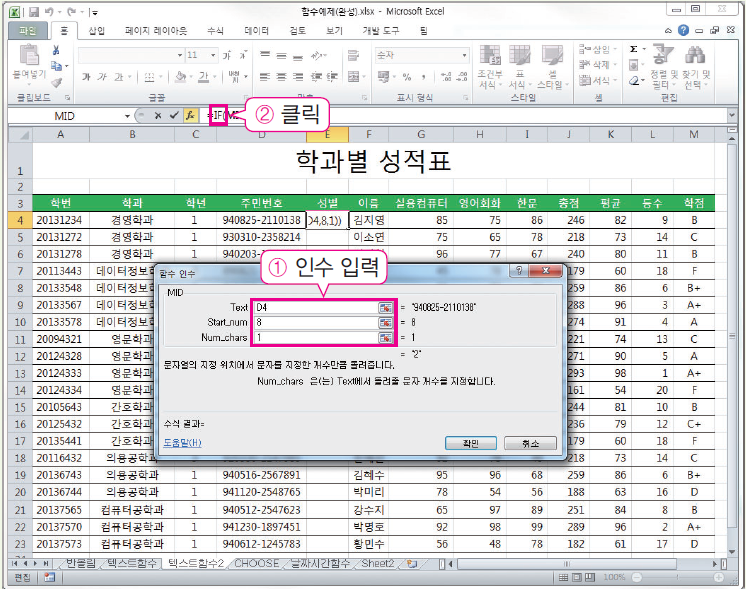 함수예제(완성).xlsx - Microsoft Excel
파일 홈 삽입 페이지 레이아웃 수식 데이터 검토 보기 개발 도구 팀
붙여넣기 11 숫자 조건부 서식 표 서식 셀 스타일 삽입 삭제 서식 정렬 및 필터 찾기 및 선택
클립보드 글꼴 맞춤 표시 형식 스타일 셀 편집
MID =IF(MI ② 클릭
A B C D E F G H I J K L M
1 학과별 성적표
2
3 학번 학과 학년 주민번호 성별 이름 실용컴퓨터 영어회화 한문 총점 평균 등수 학점
4 20131234 경영학과 1 940825-2110138 D4,8,1)) 김지영 85 75 86 246 82 9 B
5 20131272 경영학과 1 930310-2358214 이소연 75 65 78 218 73 14 C
6 20131278 경영학과 1 940203- 96 77 67 240 80 11 B
① 인수 입력
7 20113443 데이터정보 179 60 18 F
8 20133548 데이터정보 259 86 6 B+
9 20133567 데이터정보 288 96 3 A+
10 20133578 데이터정보 274 91 4 A
11 20094321 영문학과 221 74 13 C
12 20124328 영문학과 271 90 5 A
13 20124333 영문학과 293 98 1 A+
14 20124334 영문학과 161 54 20 F
15 20105643 간호학과 244 81 10 B
16 20125432 간호학과 236 79 12 C+
17 20135441 간호학과 179 60 18 F
18 20116432 의용공학과 218 73 14 C
19 20136743 의용공학과 1 940516-2567891 김혜수 95 96 68 259 86 6 B+
20 20136744 의용공학과 1 941120-2548765 박미리 78 54 56 188 63 16 D
21 20137565 컴퓨터공학과 1 940512-2547623 강수지 65 97 89 251 84 8 B
22 20137570 컴퓨터공학과 1 941230-1897451 박명호 92 98 99 289 96 2 A+
23 20137573 컴퓨터공학과 1 940612-1245783 황민수 56 48 78 182 61 17 D
함수 인수
MID
Text D4 = "940825-2110138"
Start_num 8 = 8
Num_chars 1 = 1
= "2"
문자열의 지정 위치에서 문자를 지정한 개수만큼 돌려줍니다.
Num_chars 은(는) Text에서 돌려줄 문자 개수를 지정합니다.
수식 결과=
도움말(H) 확인 취소
반올림 텍스트함수 텍스트함수2 CHOOSE 날짜시간함수 Sheet2
편집 100%